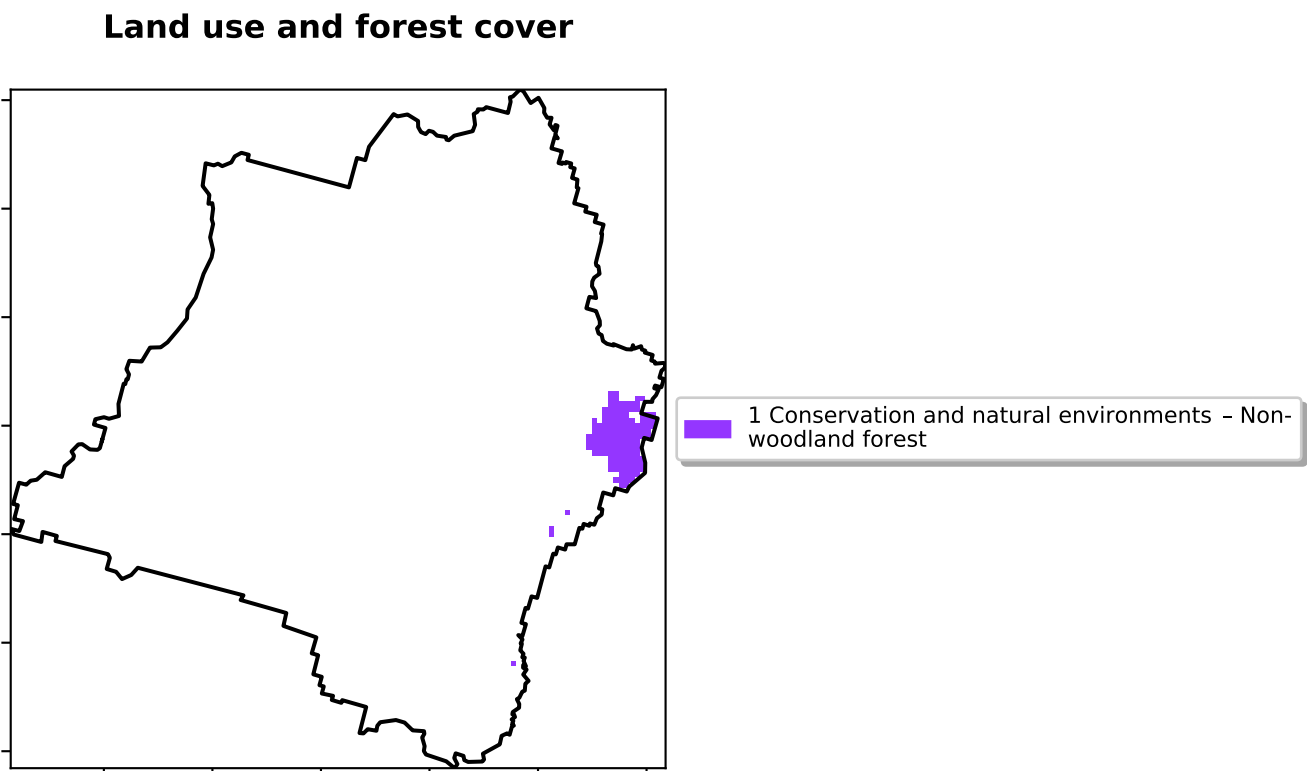 Land use and forest cover
1 Conservation and natural environments – Non-
woodland forest